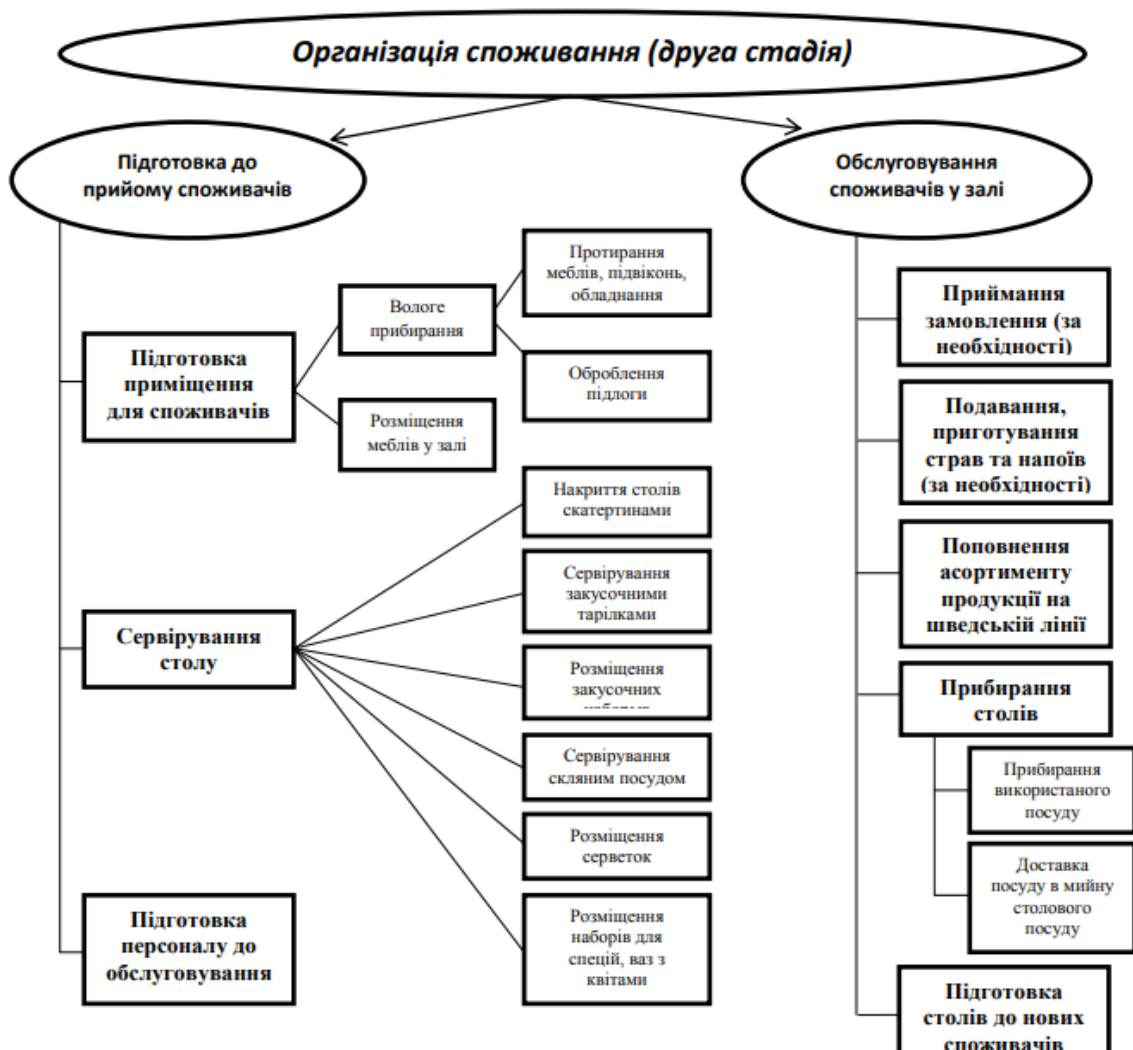 Організація споживання (друга стадія)
Підготовка до
прийому споживачів
Обслуговування
споживачів у залі
Підготовка
приміщення
для споживачів
Вологе
прибирання
Розміщення
меблів у залі
Протирання
меблів, підвіконь,
обладнання
Оброблення
підлоги
Сервірування
столу
Накриття столів
скатертинами
Сервірування
закусочними
тарілками
Розміщення
закусочних
Сервірування
скляним посудом
Розміщення
серветок
Розміщення
наборів для
спецій, ваз з
квітами
Підготовка
персоналу до
обслуговування
Приймання
замовлення (за
необхідності)
Подавання,
приготування
страв та напоїв
(за необхідності)
Поповнення
асортименту
продукції на
шведській лінії
Прибирання
столів
Прибирання
використаного
посуду
Доставка
посуду в мийну
столового
посуду
Підготовка
столів до нових
споживачів